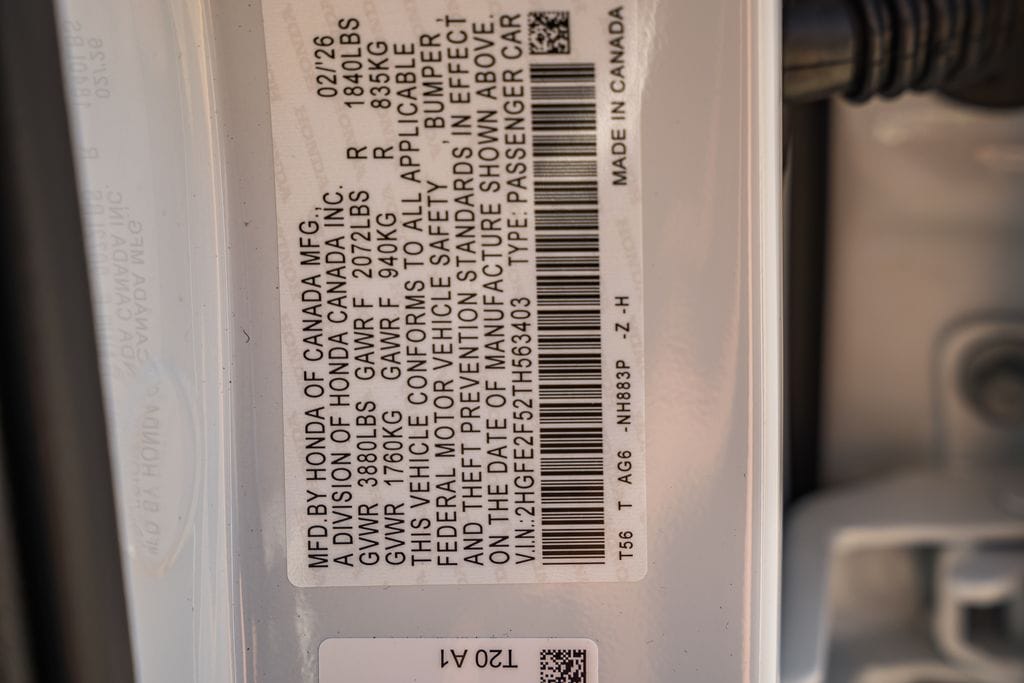 MFD.BY HONDA OF CANADA MFG., 02/'26
A DIVISION OF HONDA CANADA INC.
GVWR 3880LBS GAWR F 2072LBS R 1840LBS
GVWR 1760KG GAWR F 940KG R 835KG
THIS VEHICLE CONFORMS TO ALL APPLICABLE
FEDERAL MOTOR VEHICLE SAFETY , BUMPER ,
AND THEFT PREVENTION STANDARDS IN EFFECT
ON THE DATE OF MANUFACTURE SHOWN ABOVE.
V.I.N.:2HGFE2F52TH563403 TYPE: PASSENGER CAR
T56 T AG6 -NH883P -Z -H MADE IN CANADA
T20 A1